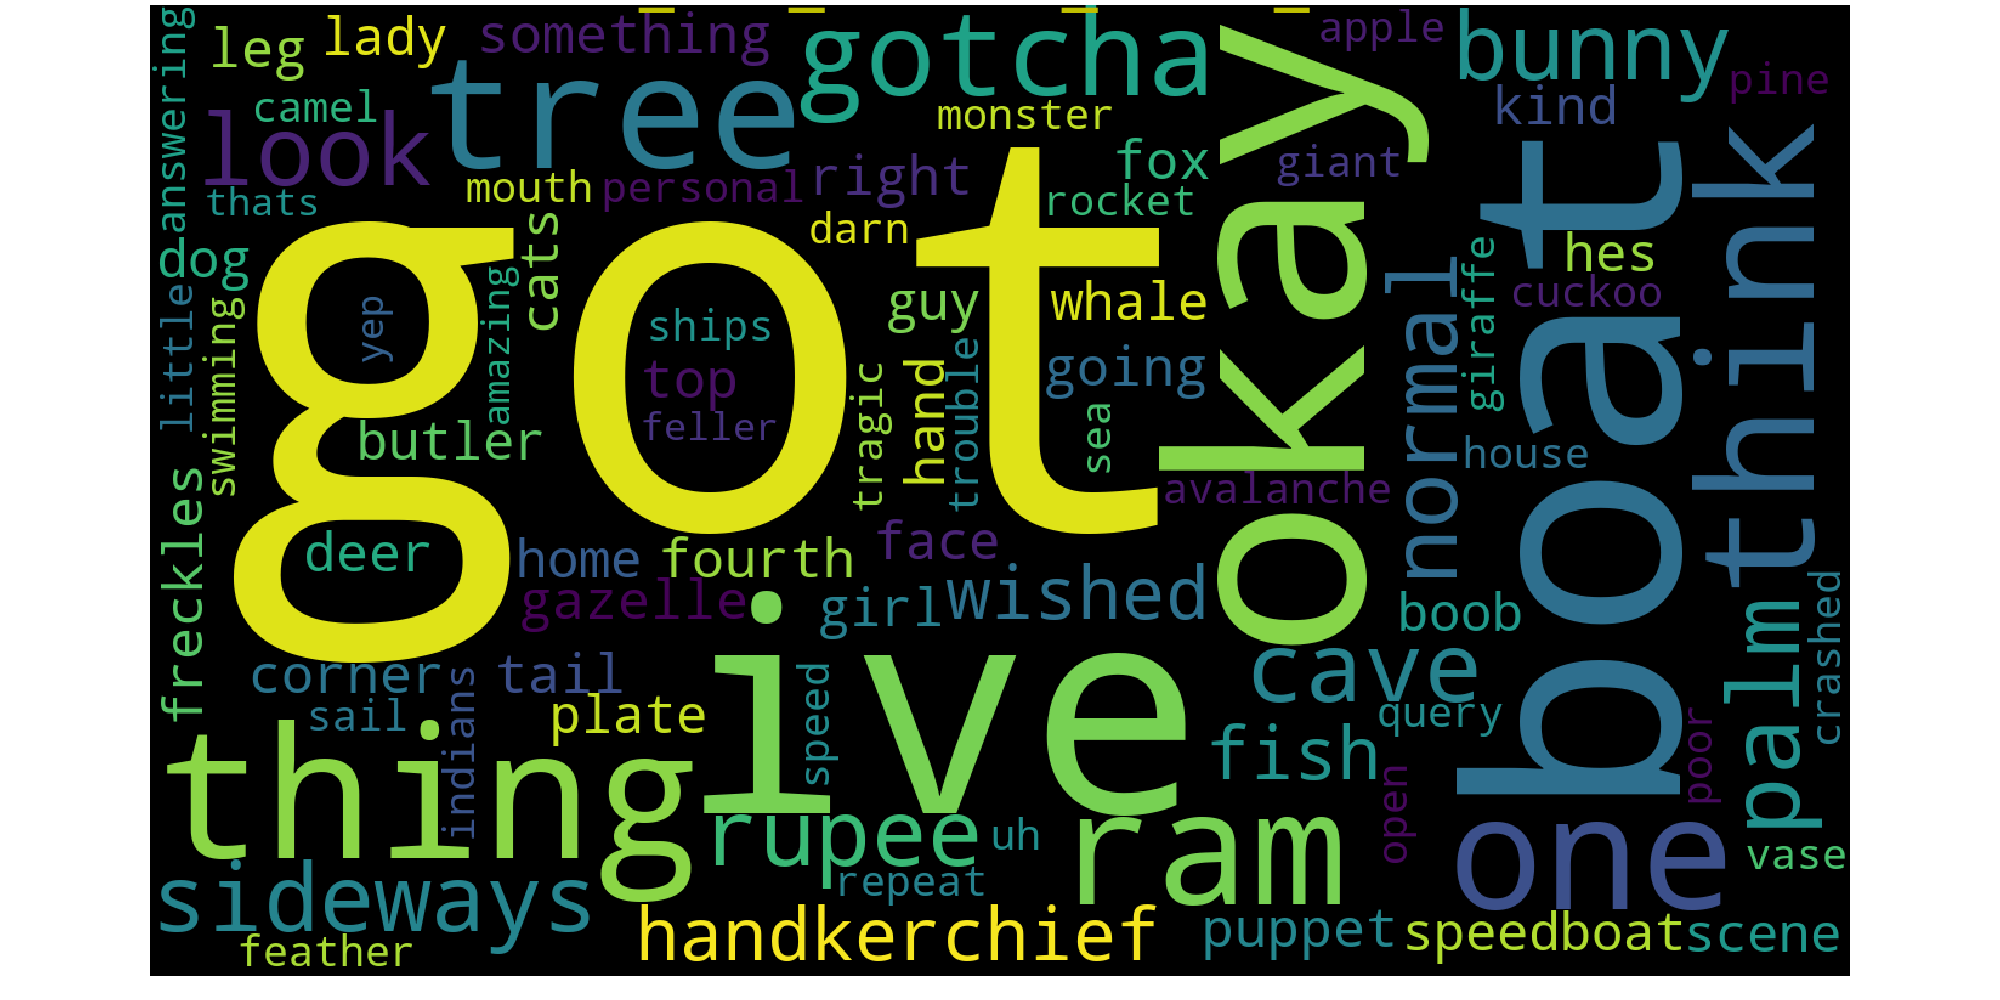 answering
leg
lady
something
gotcha
okay
apple
bunny
pine
camel
look
tree
monster
kind
thats
mouth
personal
right
fox
rocket
giant
boat
think
dog
got
cats
darn
guy
whale
normal
giraffe
hes
cuckoo
little
swimming
yep
amazing
ships
top
feller
butler
tragic
hand
trouble
going
sea
avalanche
house
freckles
deer
home
fourth
face
gazelle
girl
wished
boob
palm
crashed
corner
tail
ive
cave
sail
indians
plate
speed
fish
query
thing
rupee
uh
ram
open
poor
one
vase
sideways
repeat
feather
handkerchief
puppet
speedboat
scene